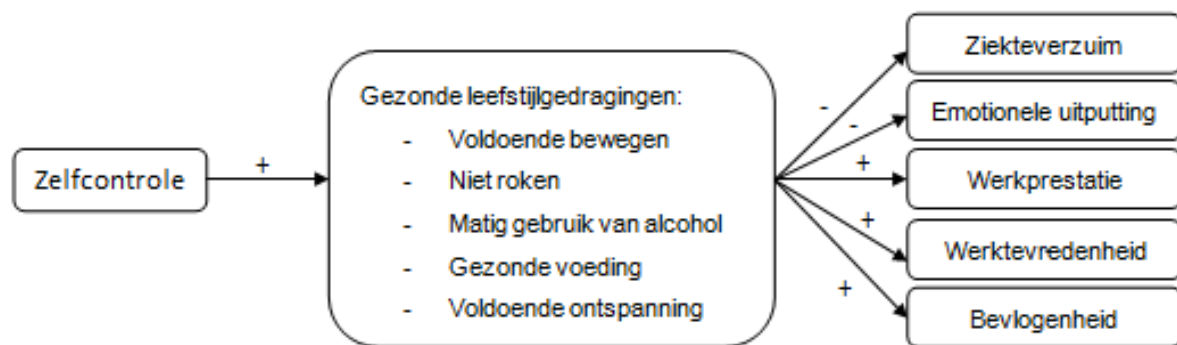 Zelfcontrole
+
Gezonde leefstijlgedragingen:
- Voldoende bewegen
- Niet roken
- Matig gebruik van alcohol
- Gezonde voeding
- Voldoende ontspanning
-
-
+
+
+
Ziekteverzuim
Emotionele uitputting
Werkprestatie
Werktevredenheid
Bevlogenheid